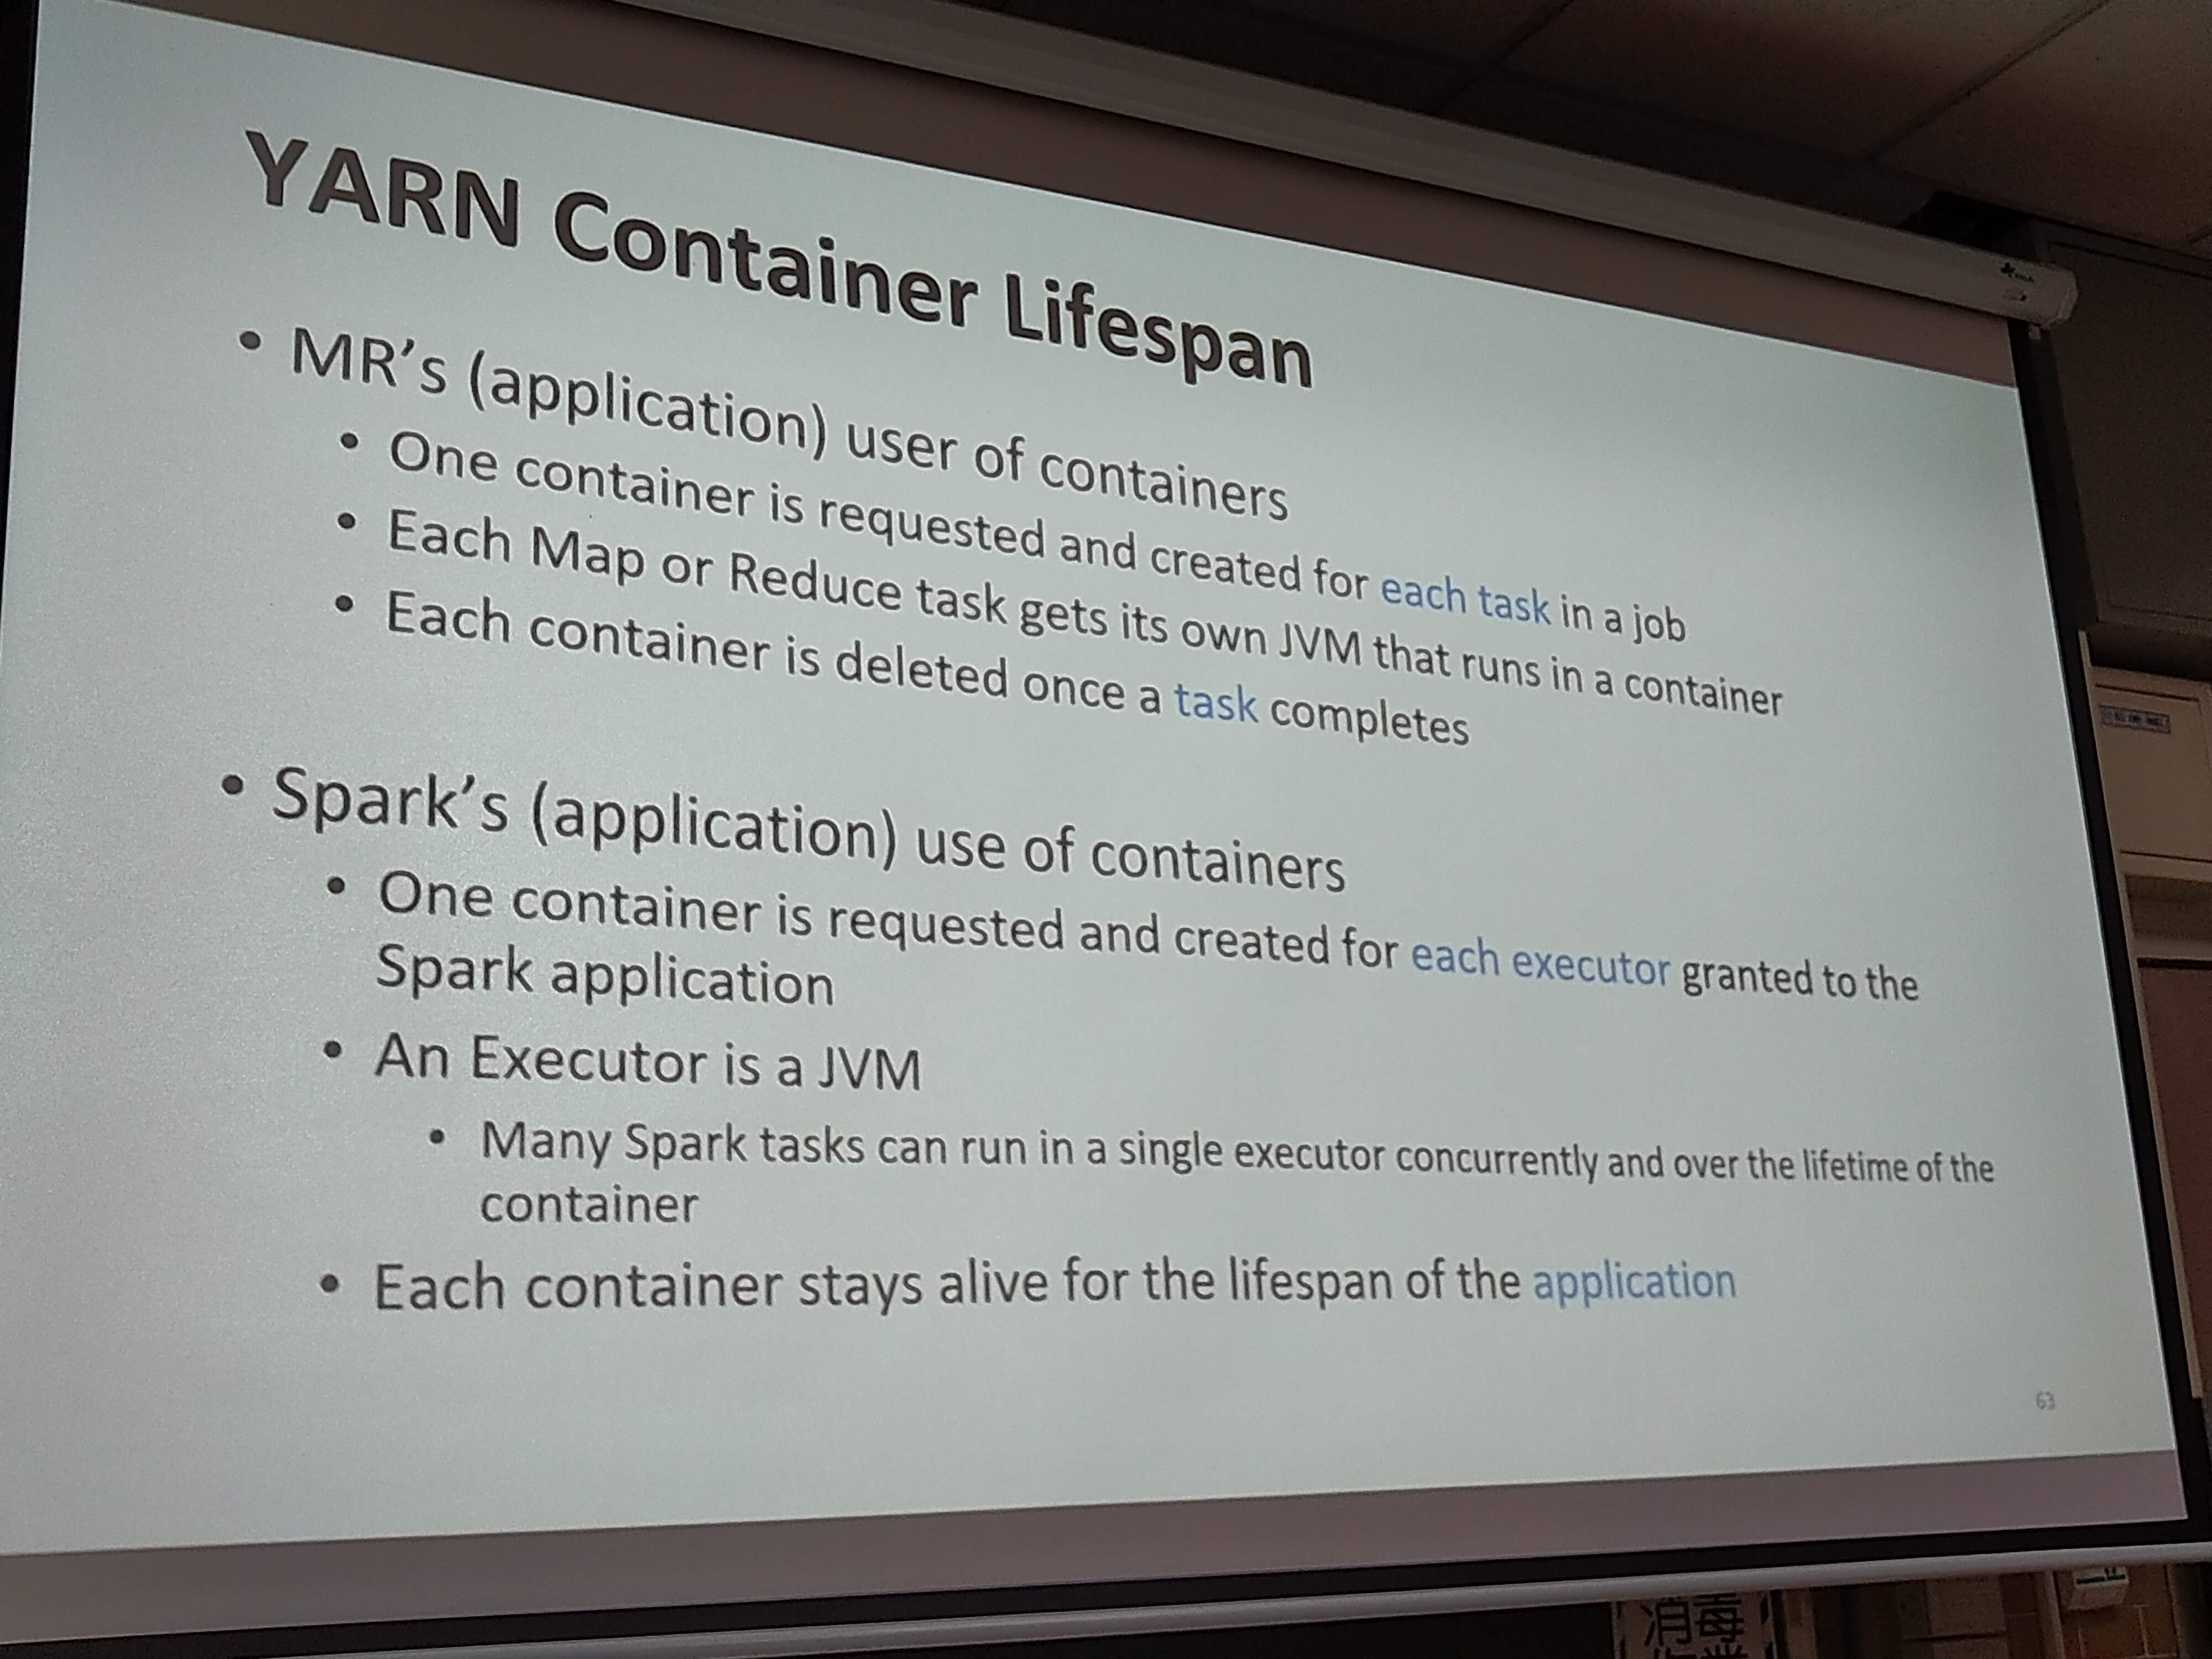 YARN Container Lifespan
• MR's (application) user of containers
• One container is requested and created for each task in a job
• Each Map or Reduce task gets its own JVM that runs in a container
• Each container is deleted once a task completes
• Spark's (application) use of containers
• One container is requested and created for each executor granted to the
Spark application
• An Executor is a JVM
• Many Spark tasks can run in a single executor concurrently and over the lifetime of the
container
• Each container stays alive for the lifespan of the application
63
消毒